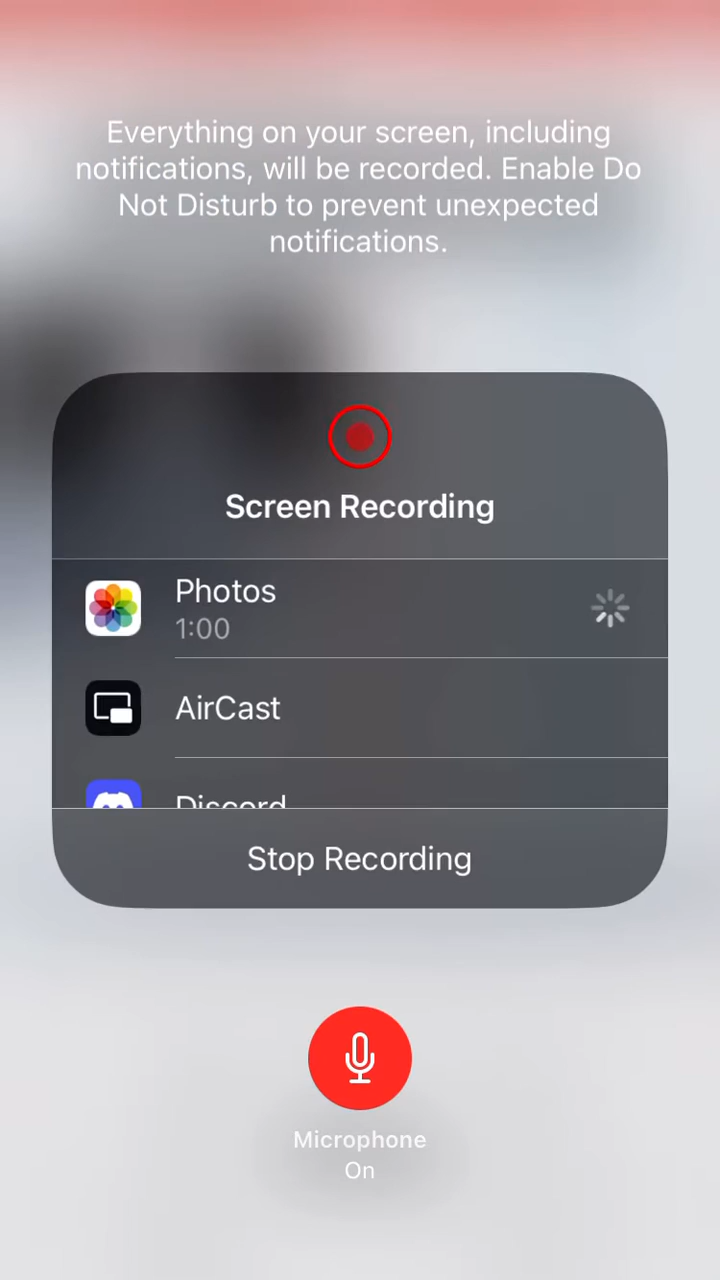 Everything on your screen, including
notifications, will be recorded. Enable Do
Not Disturb to prevent unexpected
notifications.
Screen Recording
Photos
1:00
AirCast
Discord
Stop Recording
Microphone
On